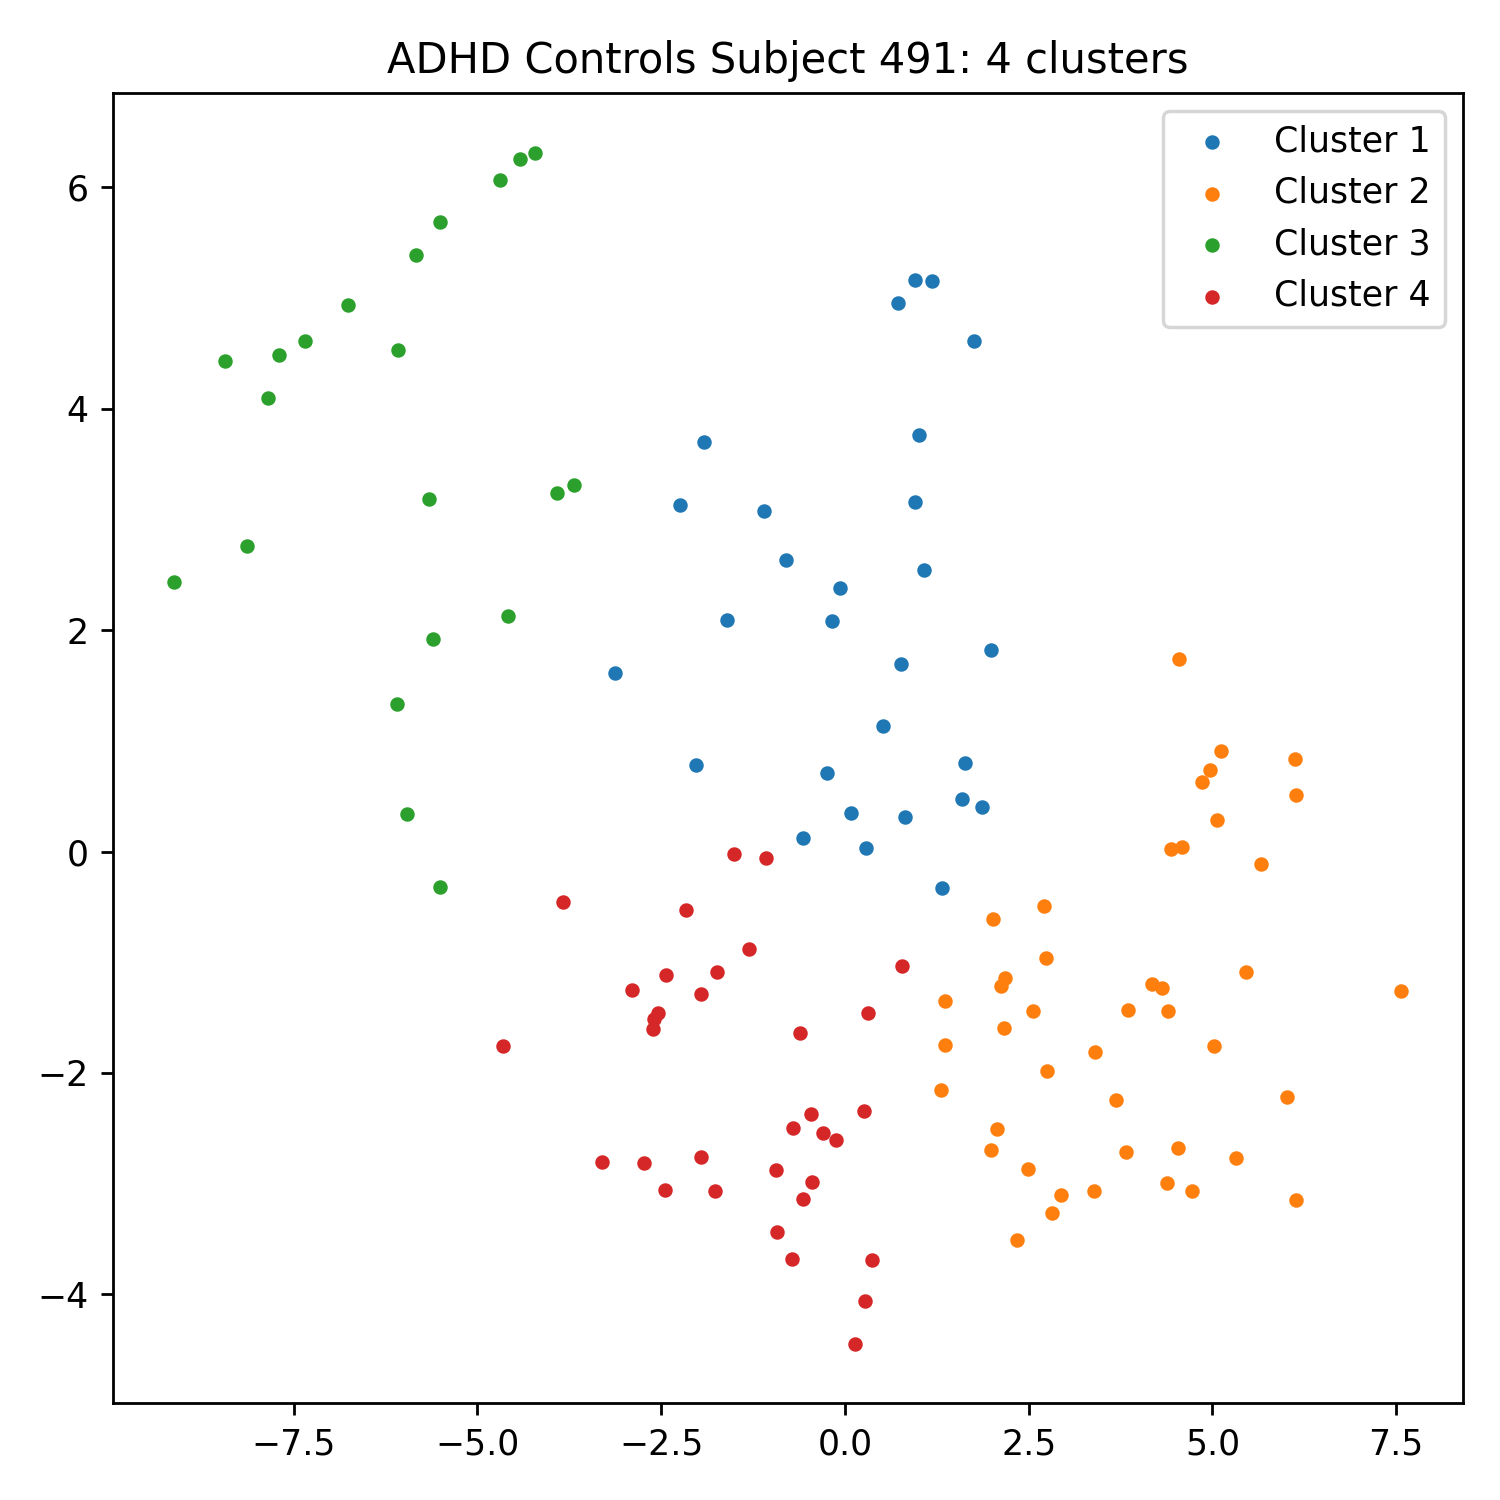 ADHD Controls Subject 491: 4 clusters
Cluster 1
Cluster 2
Cluster 3
Cluster 4
6
4
2
0
−2
−4
−7.5
−5.0
−2.5
0.0
2.5
5.0
7.5